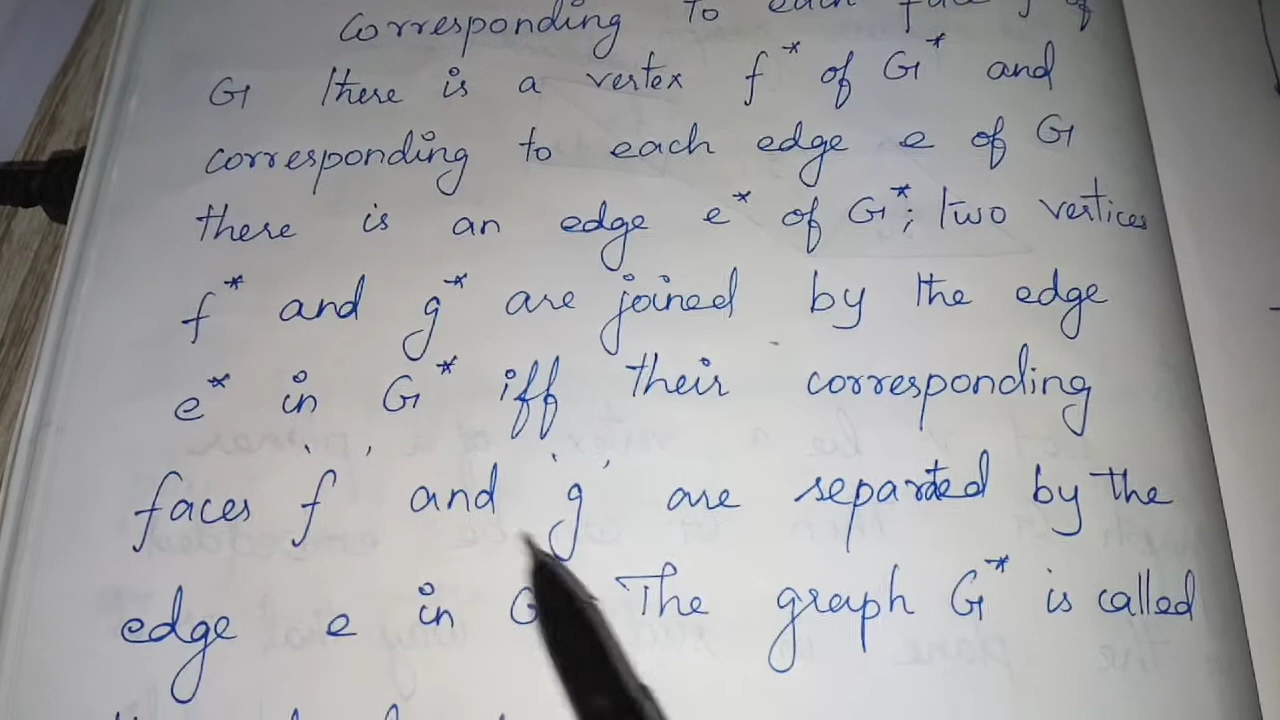 Corresponding to each face f of
G there is a vertex f* of G* and
corresponding to each edge e of G
there is an edge e* of G*; two vertices
f* and g* are joined by the edge
e* in G* iff their corresponding
faces 'f' and 'g' are separated by the
edge e in G The graph G* is called